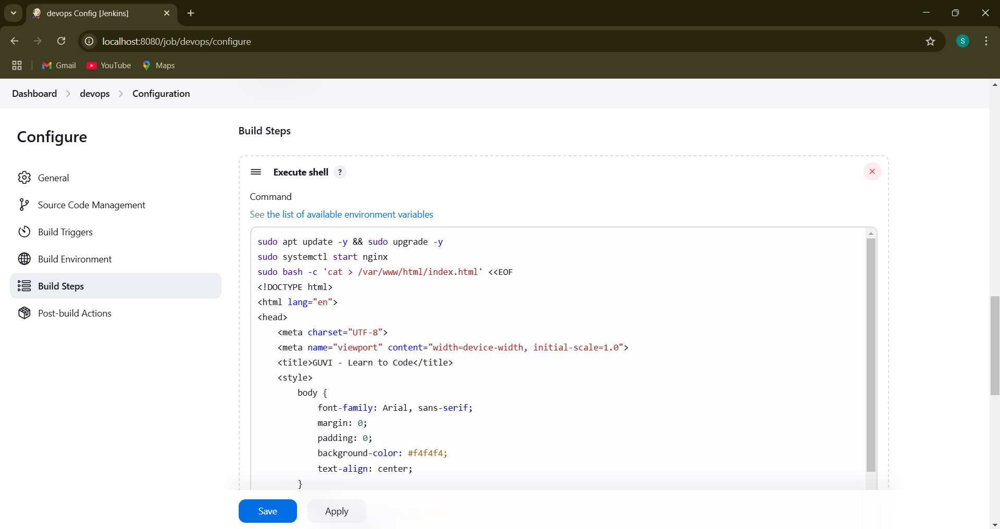 devops Config [Jenkins]
localhost:8080/job/devops/configure
S
Gmail
YouTube
Maps
Dashboard > devops > Configuration
Configure
General
Source Code Management
Build Triggers
Build Environment
Build Steps
Post-build Actions
Build Steps
Execute shell ?
Command
See the list of available environment variables
sudo apt update -y && sudo upgrade -y
sudo systemctl start nginx
sudo bash -c 'cat > /var/www/html/index.html' <<EOF
<!DOCTYPE html>
<html lang="en">
<head>
    <meta charset="UTF-8">
    <meta name="viewport" content="width=device-width, initial-scale=1.0">
    <title>GUVI - Learn to Code</title>
    <style>
        body {
            font-family: Arial, sans-serif;
            margin: 0;
            padding: 0;
            background-color: #f4f4f4;
            text-align: center;
        }
Save
Apply